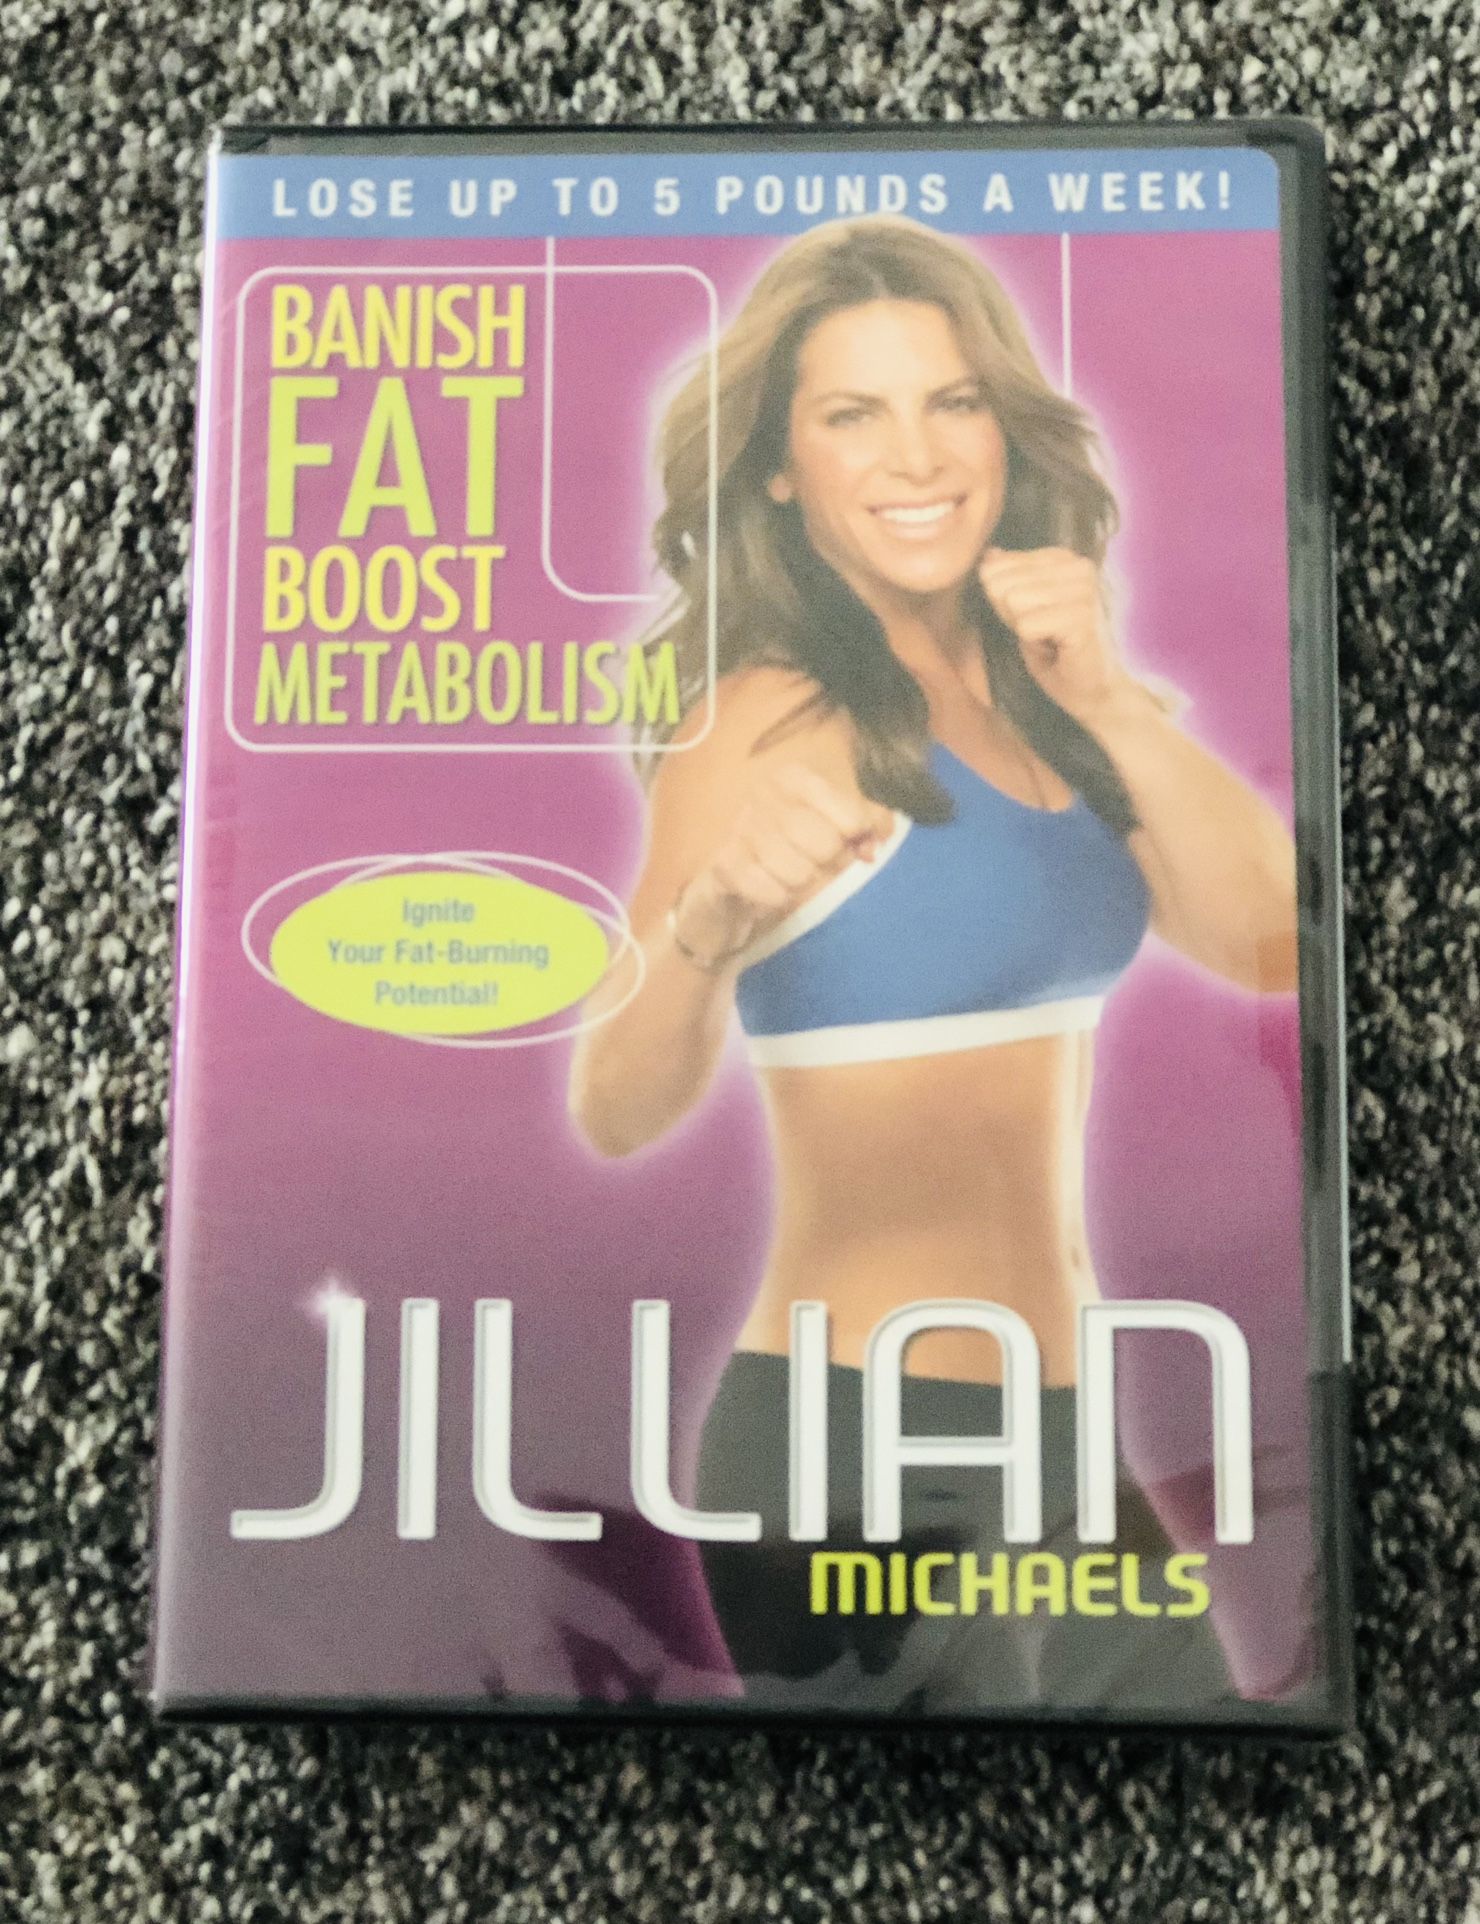 LOSE UP TO 5 POUNDS A WEEK!
BANISH
FAT
BOOST
METABOLISM
Ignite
Your Fat-Burning
Potential!
JILLIAN
MICHAELS